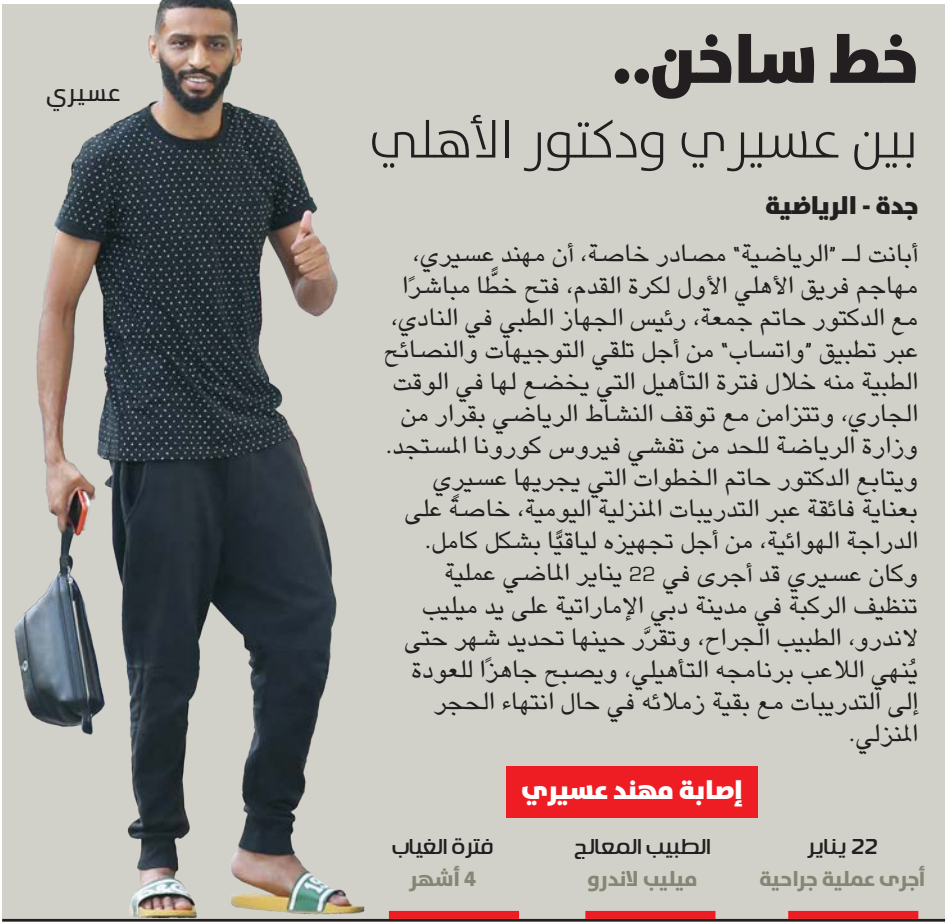 خط ساخن..
بين عسيري ودكتور الأهلي
عسيري
جدة - الرياضية
أبانت لـ "الرياضية" مصادر خاصة، أن مهند عسيري،
مهاجم فريق الأهلي الأول لكرة القدم، فتح خطًّا مباشرًا
مع الدكتور حاتم جمعة، رئيس الجهاز الطبي في النادي،
عبر تطبيق "واتساب" من أجل تلقي التوجيهات والنصائح
الطبية منه خلال فترة التأهيل التي يخضع لها في الوقت
الجاري، وتتزامن مع توقف النشاط الرياضي بقرار من
وزارة الرياضة للحد من تفشي فيروس كورونا المستجد.
ويتابع الدكتور حاتم الخطوات التي يجريها عسيري
بعناية فائقة عبر التدريبات المنزلية اليومية، خاصةً على
الدراجة الهوائية، من أجل تجهيزه لياقيًّا بشكل كامل.
وكان عسيري قد أجرى في 22 يناير الماضي عملية
تنظيف الركبة في مدينة دبي الإماراتية على يد ميليب
لاندرو، الطبيب الجراح، وتقرَّر حينها تحديد شهر حتى
يُنهي اللاعب برنامجه التأهيلي، ويصبح جاهزًا للعودة
إلى التدريبات مع بقية زملائه في حال انتهاء الحجر
المنزلي.
إصابة مهند عسيري
22 يناير
أجرى عملية جراحية
الطبيب المعالج
ميليب لاندرو
فترة الغياب
4 أشهر